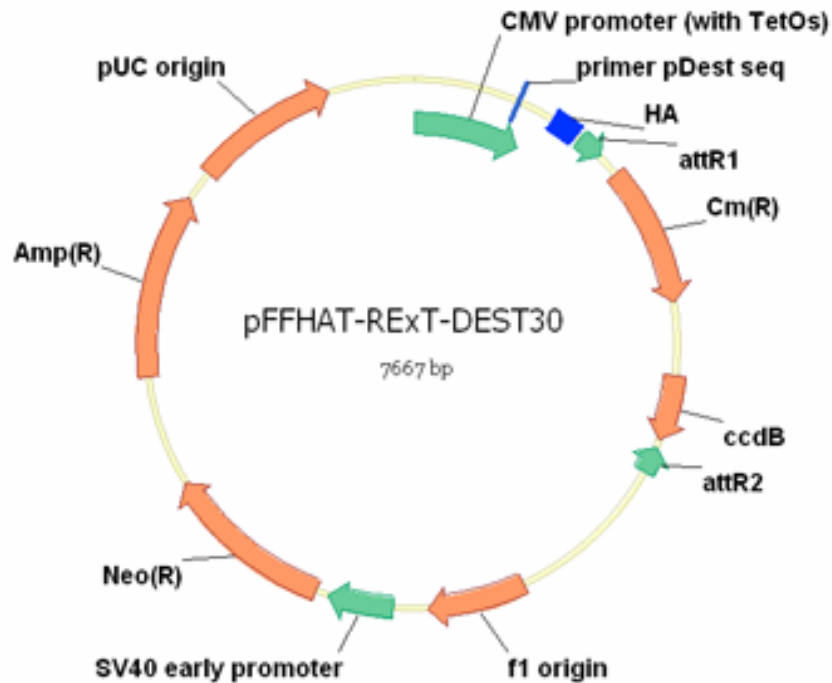 CMV promoter (with TetOs)
pUC origin
primer pDest seq
HA
attR1
Cm(R)
Amp(R)
pFFHAT-RExT-DEST30
7667 bp
ccdB
attR2
Neo(R)
SV40 early promoter
f1 origin